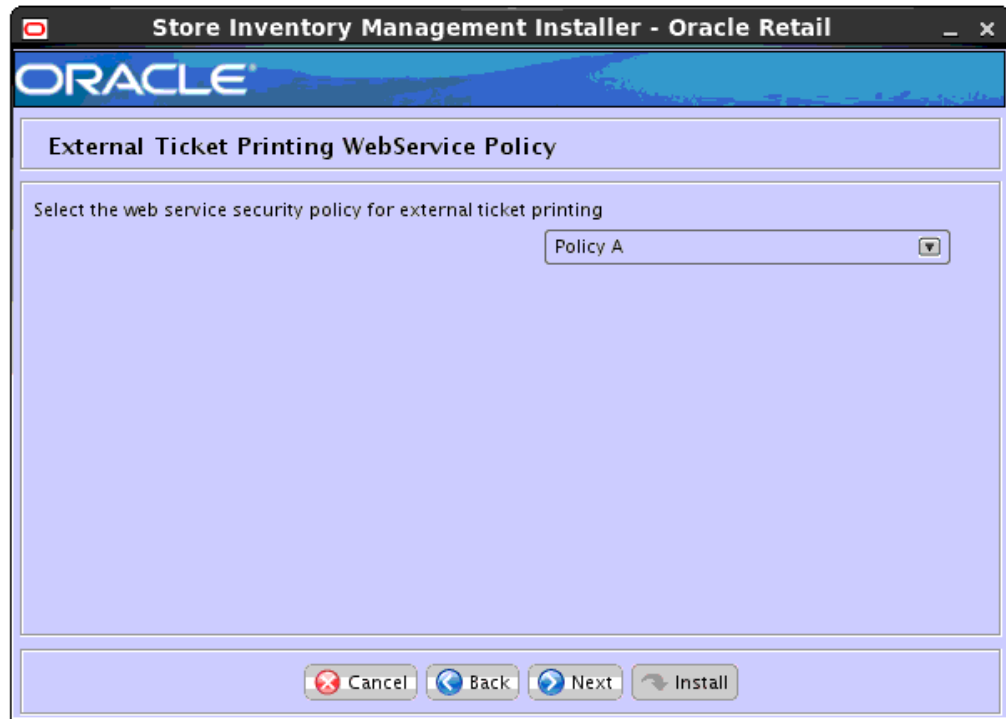 Store Inventory Management Installer - Oracle Retail
ORACLE
External Ticket Printing WebService Policy
Select the web service security policy for external ticket printing
Policy A
Cancel Back Next Install